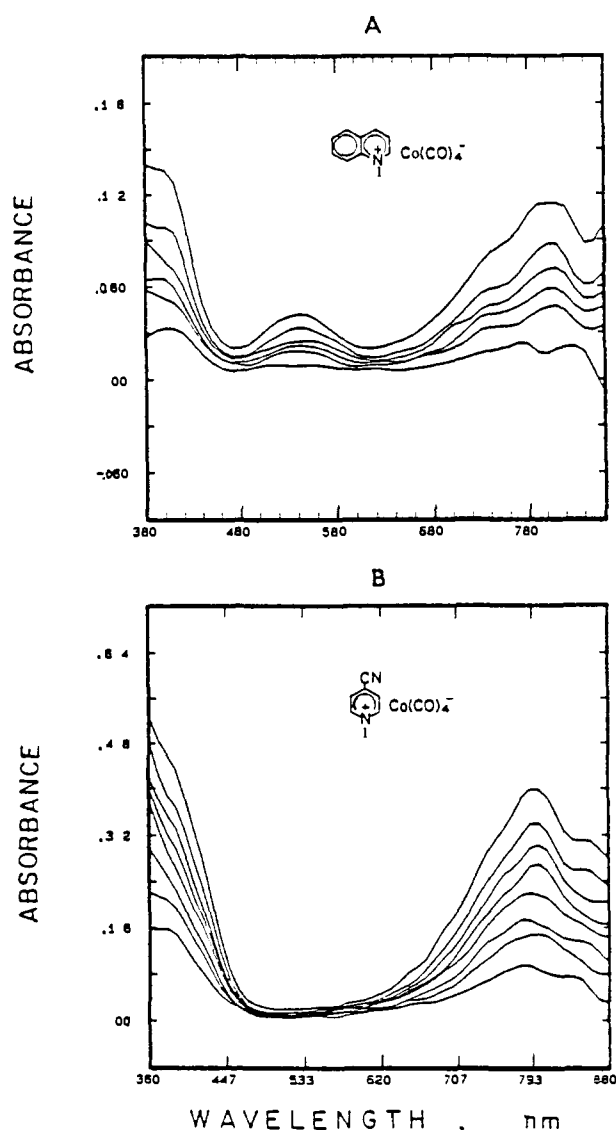 A
ABSORBANCE
.18
.12
.060
00
-.060
N
+
I
Co(CO)4-
380 480 580 680 780
B
ABSORBANCE
.64
.48
.32
.16
00
CN
+
N
I
Co(CO)4-
360 447 533 620 707 793 880
WAVELENGTH, nm